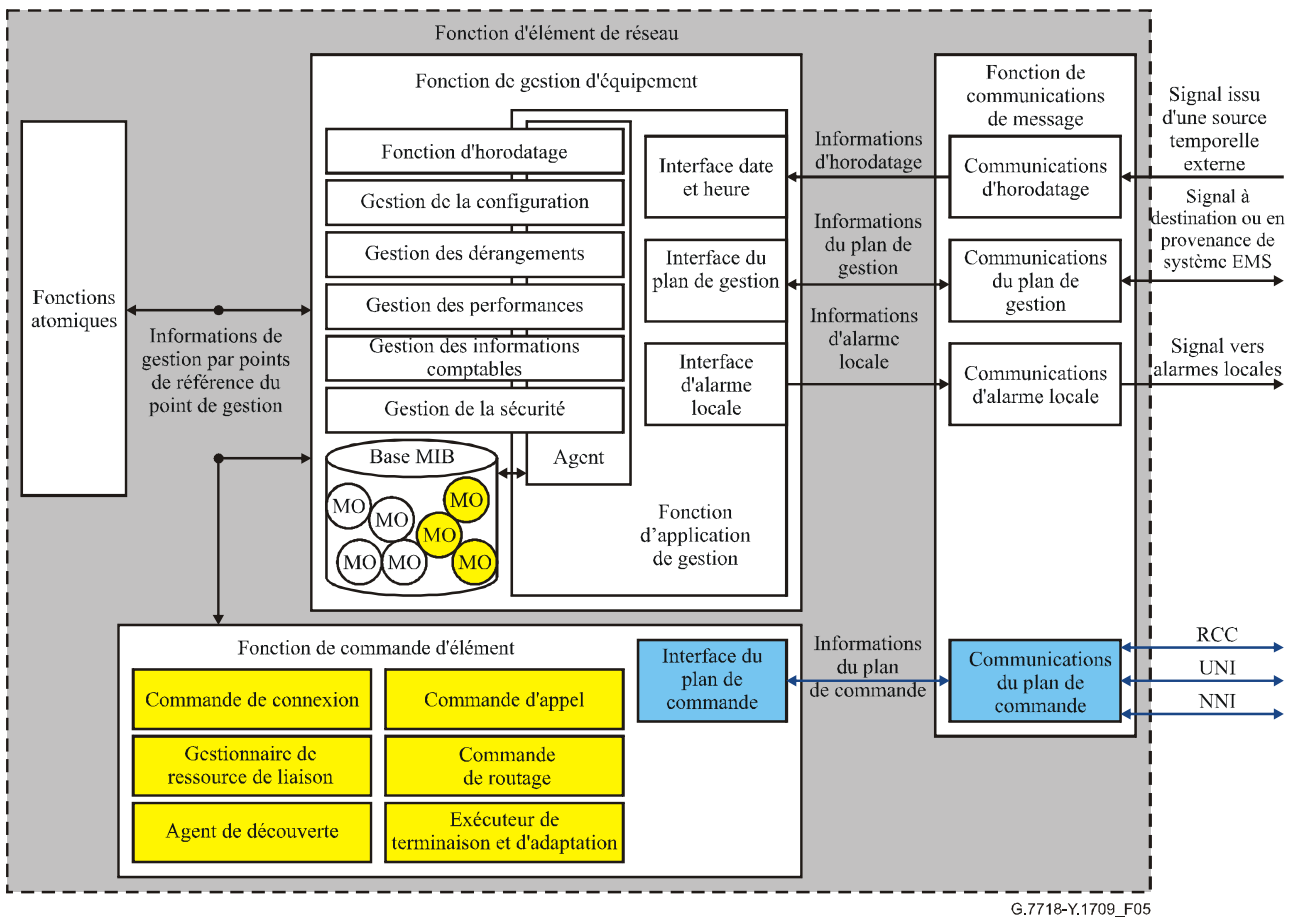 Fonction d'élément de réseau
Fonction de gestion d'équipement
Fonction de
communications
de message
Signal issu
d'une source
temporelle
externe
Fonction d'horodatage
Interface date
et heure
Informations
d'horodatage
Communications
d'horodatage
Gestion de la configuration
Signal à
destination ou en
provenance de
système EMS
Gestion des dérangements
Interface du
plan de gestion
Informations
du plan de
gestion
Communications
du plan de
gestion
Fonctions
atomiques
Gestion des performances
Informations de
gestion par points
de référence du
point de gestion
Gestion des informations
comptables
Interface
d'alarme
locale
Informations
d'alarme
locale
Communications
d'alarme locale
Signal vers
alarmes locales
Gestion de la sécurité
Base MIB
Agent
MO
MO
MO
MO
MO
MO
MO
Fonction
d’application
de gestion
Fonction de commande d'élément
Interface du
plan de
commande
Informations
du plan
de commande
Communications
du plan de
commande
RCC
UNI
NNI
Commande de connexion
Commande d'appel
Gestionnaire de
ressource de liaison
Commande
de routage
Agent de découverte
Exécuteur de
terminaison et d'adaptation
G.7718-Y.1709_F05